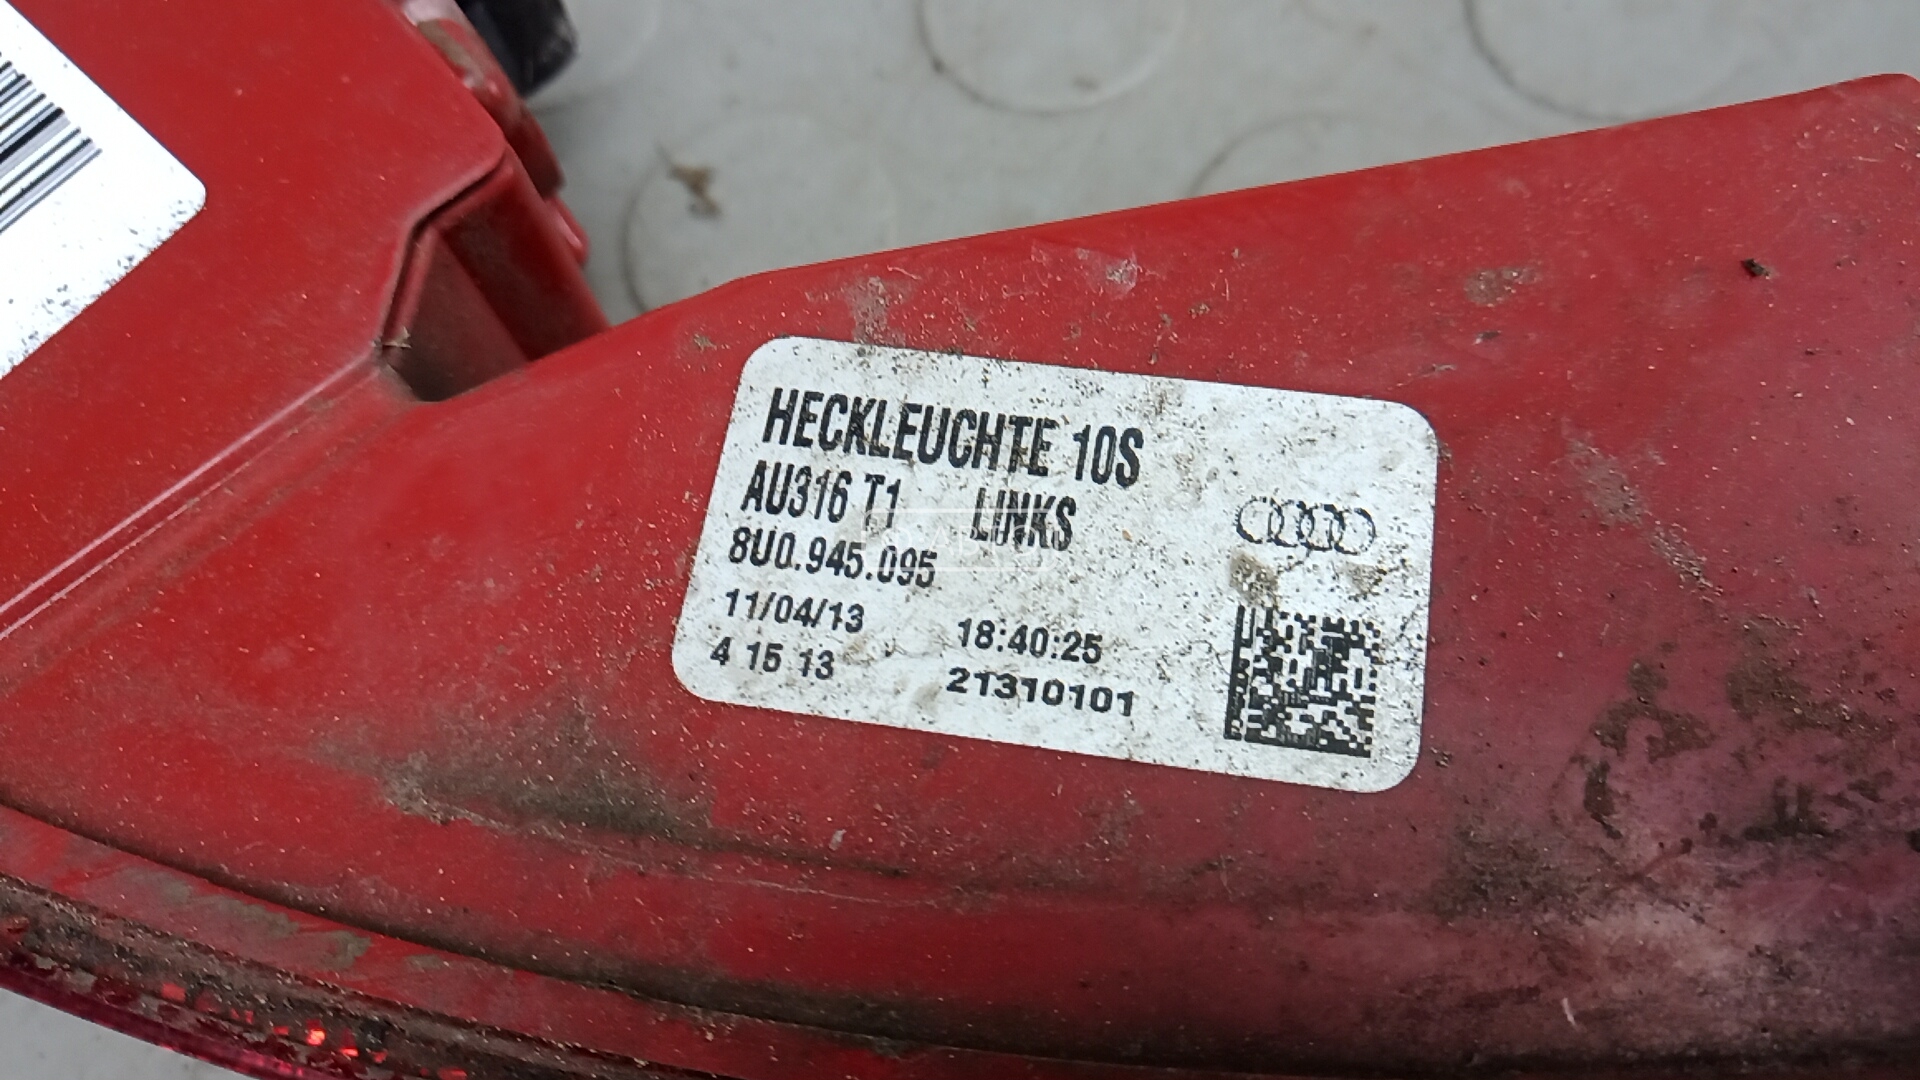 HECKLEUCHTE 10S
AU316 T1 LINKS
8U0.945.095
11/04/13 18:40:25
4 15 13 21310101